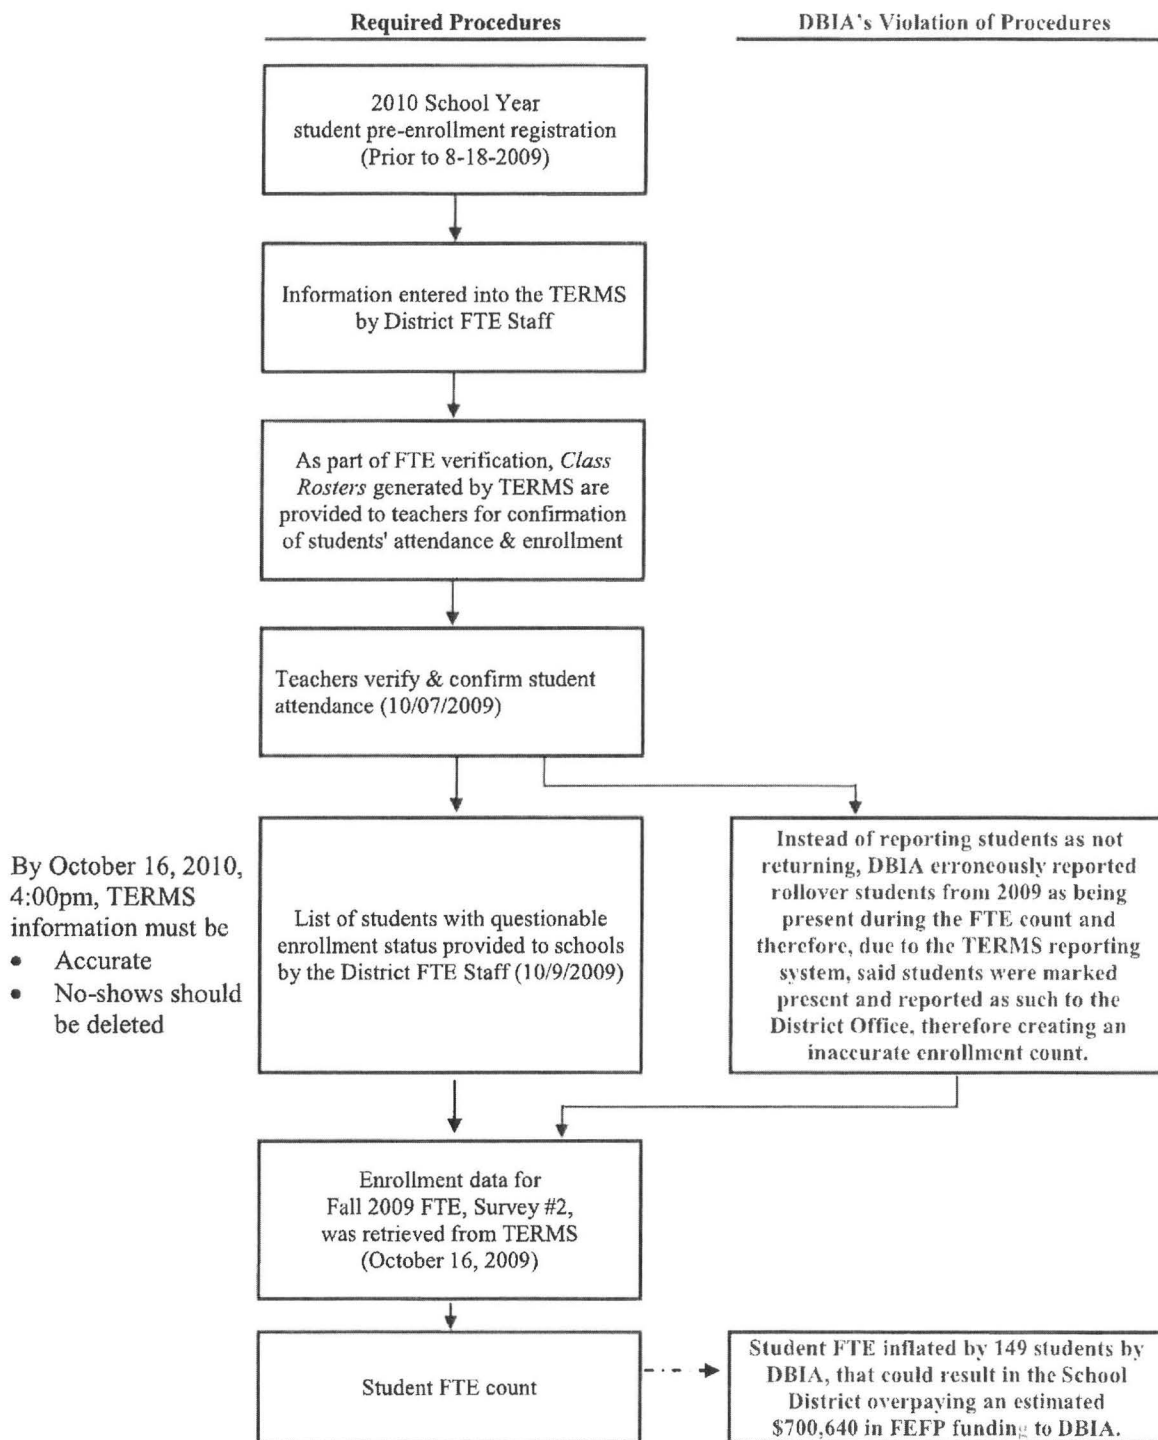 Required Procedures
DBIA's Violation of Procedures
2010 School Year
student pre-enrollment registration
(Prior to 8-18-2009)
Information entered into the TERMS
by District FTE Staff
As part of FTE verification, Class
Rosters generated by TERMS are
provided to teachers for confirmation
of students' attendance & enrollment
Teachers verify & confirm student
attendance (10/07/2009)
By October 16, 2010,
4:00pm, TERMS
information must be
• Accurate
• No-shows should
be deleted
List of students with questionable
enrollment status provided to schools
by the District FTE Staff (10/9/2009)
Instead of reporting students as not
returning, DBIA erroneously reported
rollover students from 2009 as being
present during the FTE count and
therefore, due to the TERMS reporting
system, said students were marked
present and reported as such to the
District Office, therefore creating an
inaccurate enrollment count.
Enrollment data for
Fall 2009 FTE, Survey #2,
was retrieved from TERMS
(October 16, 2009)
Student FTE count
Student FTE inflated by 149 students by
DBIA, that could result in the School
District overpaying an estimated
$700,640 in FEFP funding to DBIA.